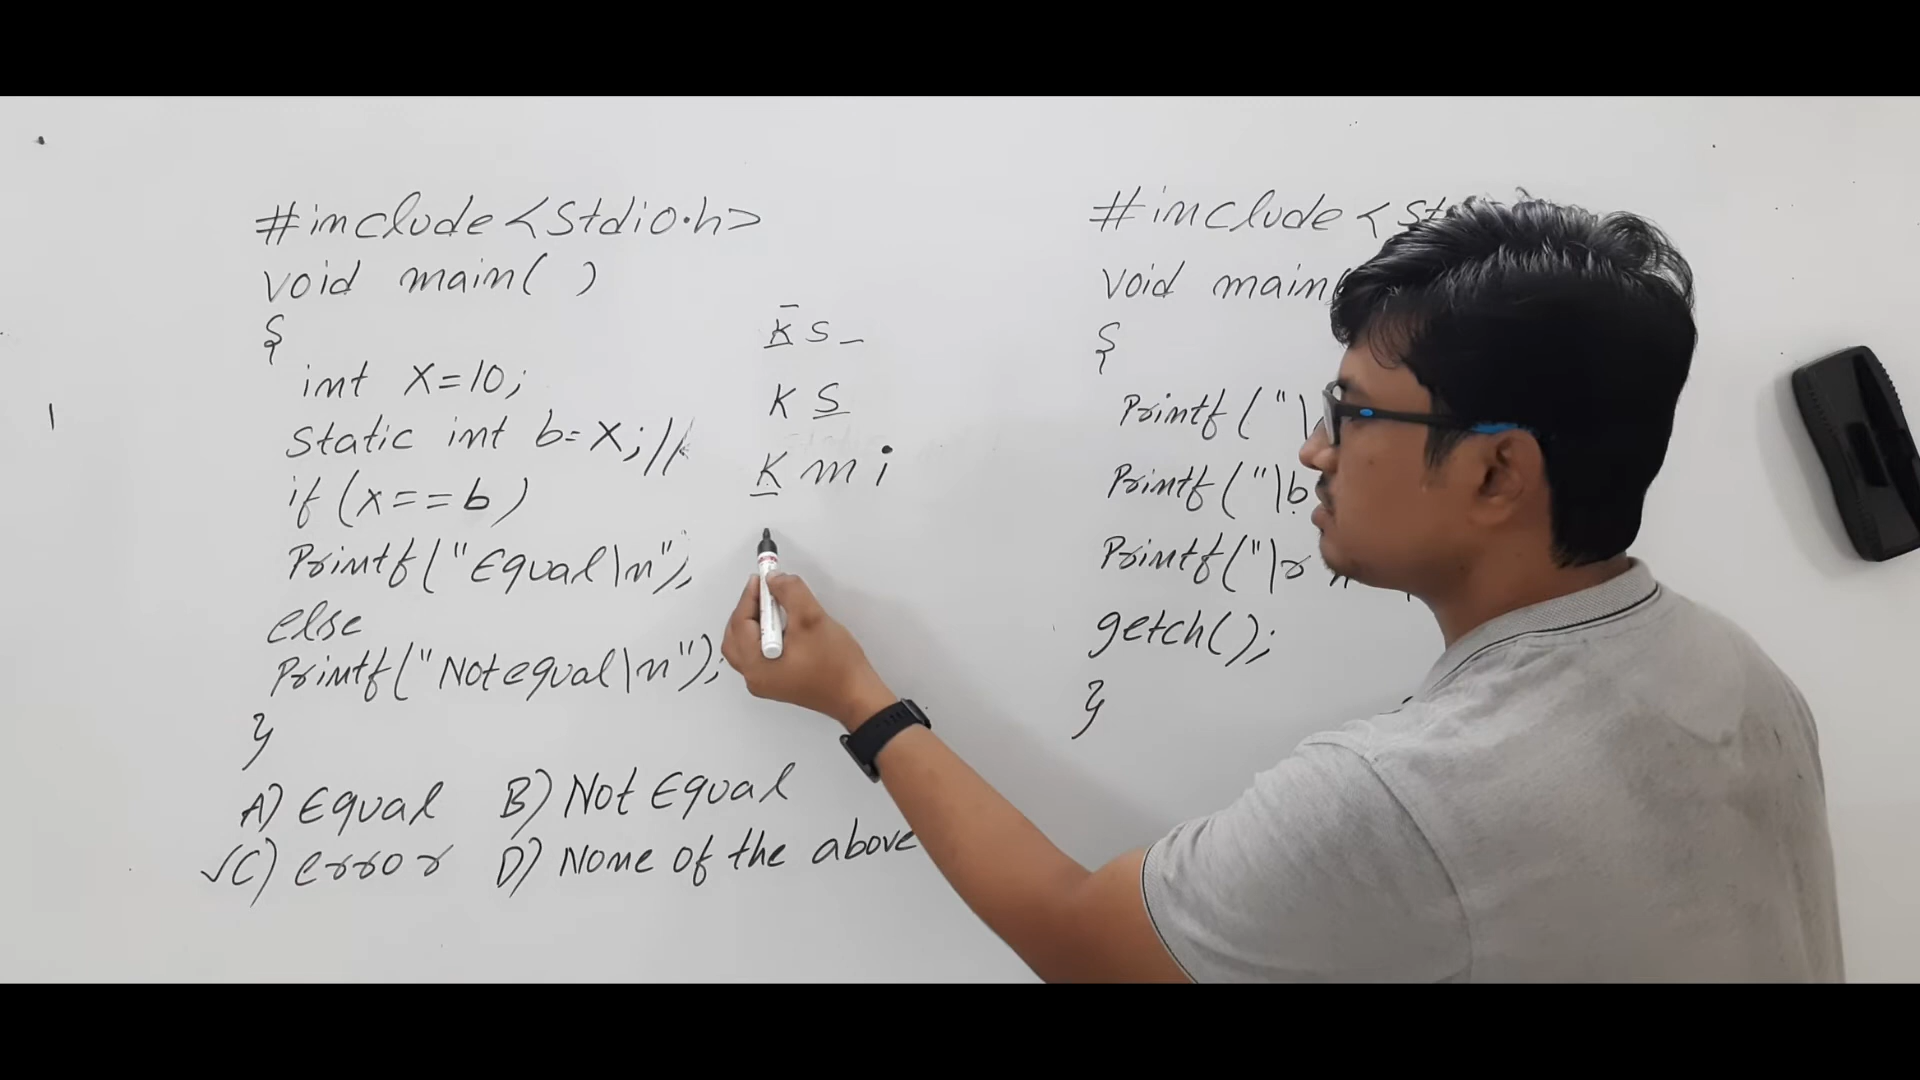 #include<Stdio.h>
void main( )
{
int x=10;
Static int b=x;//
if (x==b)
Printf("Equal\n");
else
Printf("Notequal\n");
}
A) Equal B) Not Equal
√C) error D) None of the above
K S _
K S
K m i
#include <
void main
{
Printf("\
Printf("\b
Printf("\r
getch();
}